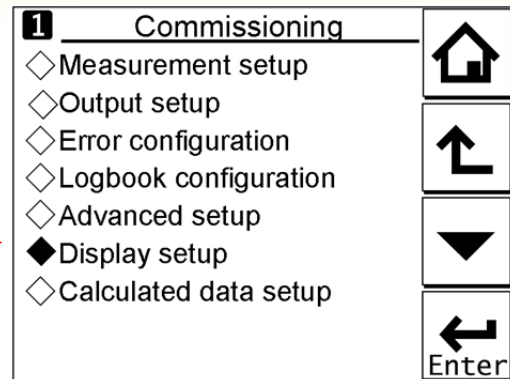 1 Commissioning
Measurement setup
Output setup
Error configuration
Logbook configuration
Advanced setup
Display setup
Calculated data setup
Enter